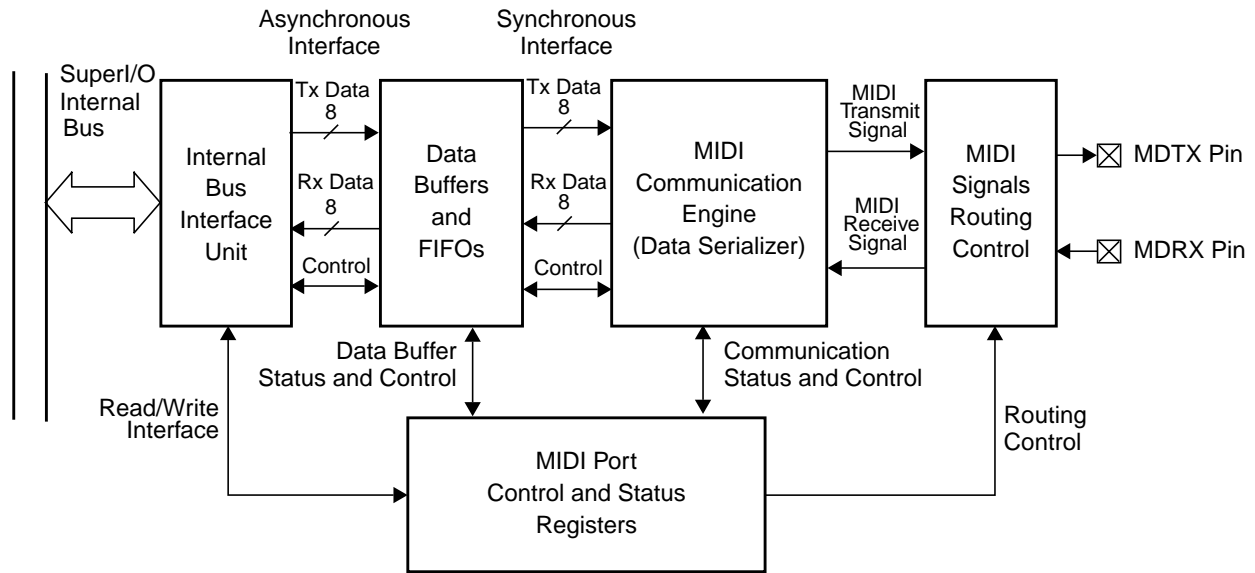 Asynchronous
Interface
Synchronous
Interface
SuperI/O
Internal
Bus
Tx Data
8
Rx Data
8
Control
Internal
Bus
Interface
Unit
Data
Buffers
and
FIFOs
Tx Data
8
Rx Data
8
Control
MIDI
Communication
Engine
(Data Serializer)
MIDI
Transmit
Signal
MIDI
Receive
Signal
MIDI
Signals
Routing
Control
MDTX Pin
MDRX Pin
Data Buffer
Status and Control
Communication
Status and Control
Read/Write
Interface
Routing
Control
MIDI Port
Control and Status
Registers